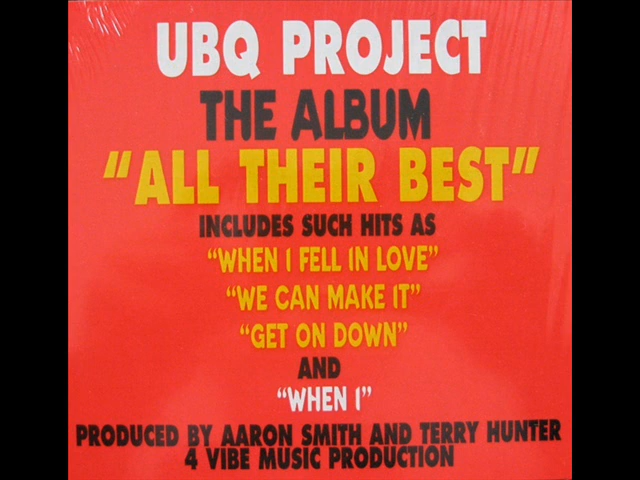 UBQ PROJECT
THE ALBUM
"ALL THEIR BEST"
INCLUDES SUCH HITS AS
"WHEN I FELL IN LOVE"
"WE CAN MAKE IT"
"GET ON DOWN"
AND
"WHEN I"
PRODUCED BY AARON SMITH AND TERRY HUNTER
4 VIBE MUSIC PRODUCTION